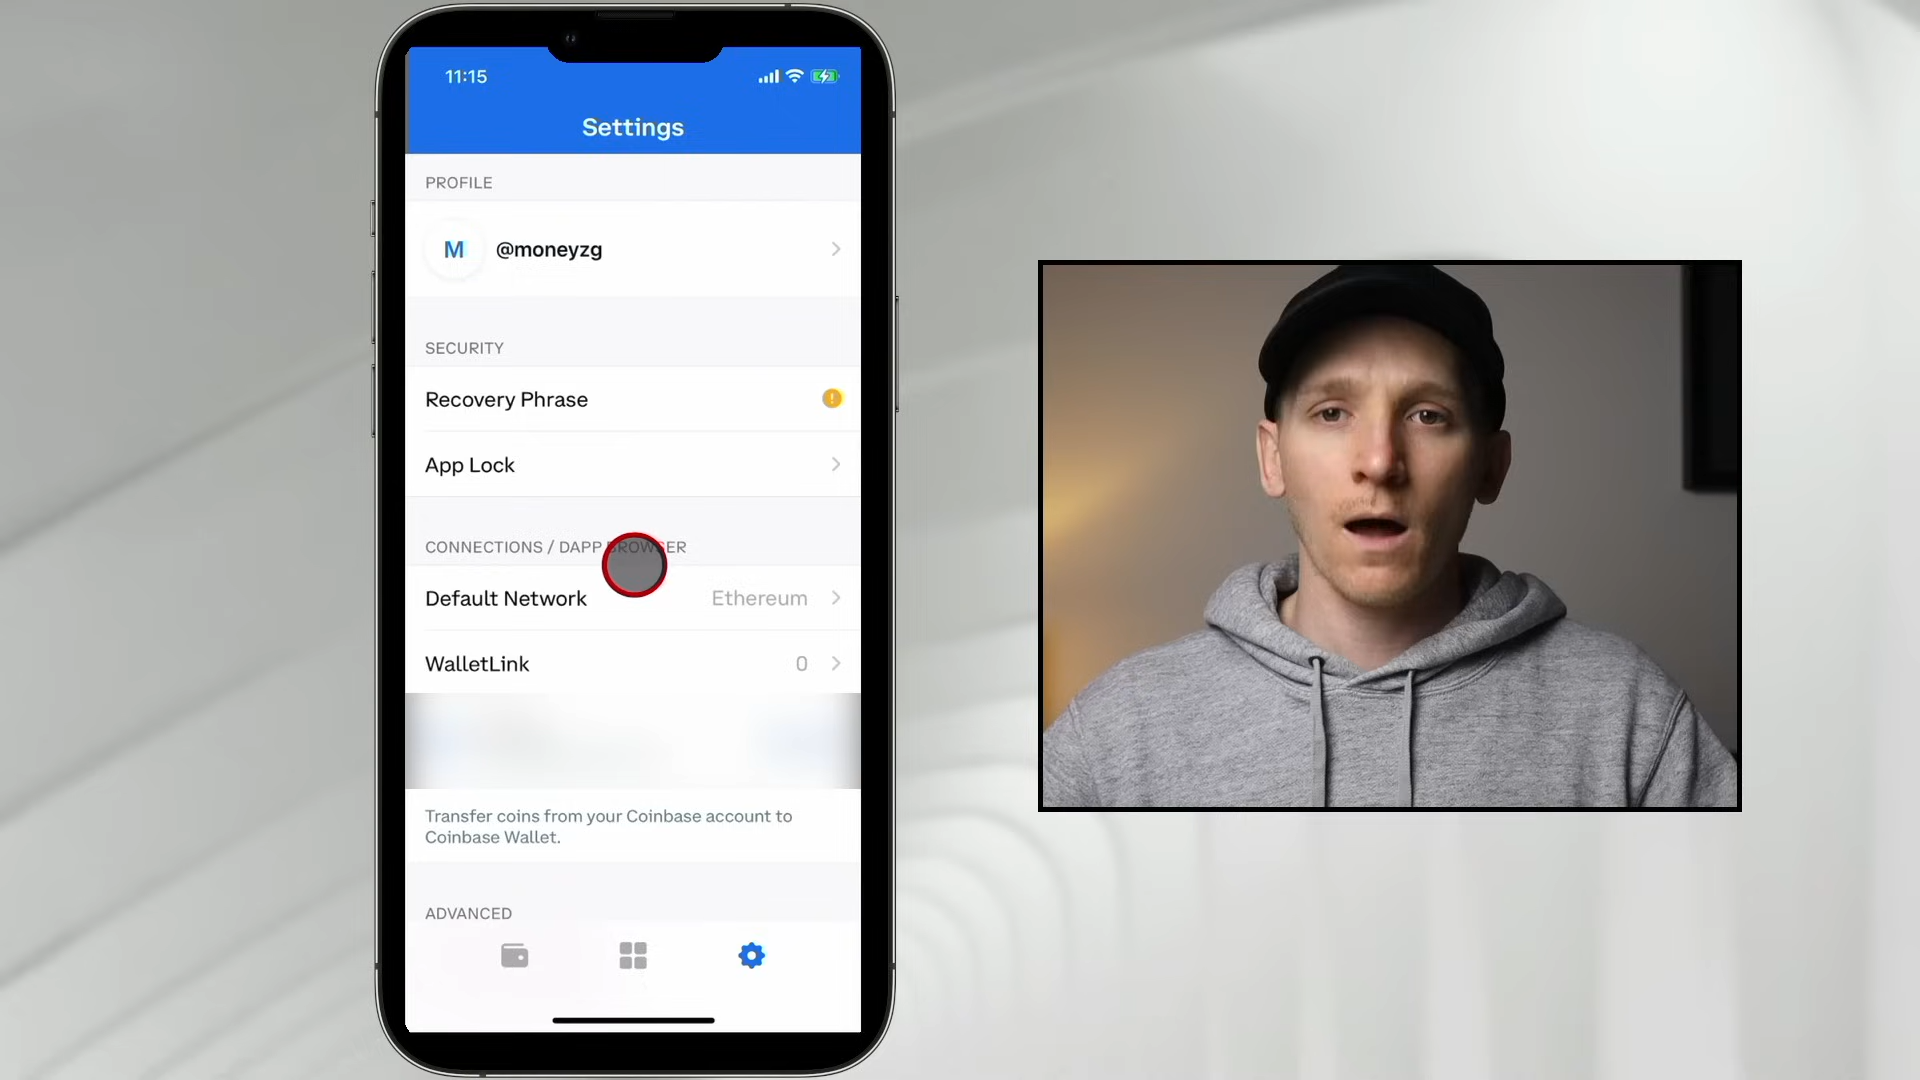 11:15
Settings
PROFILE
M @moneyzg
SECURITY
Recovery Phrase
App Lock
CONNECTIONS / DAPP BROWSER
Default Network Ethereum
WalletLink 0
Transfer coins from your Coinbase account to
Coinbase Wallet.
ADVANCED